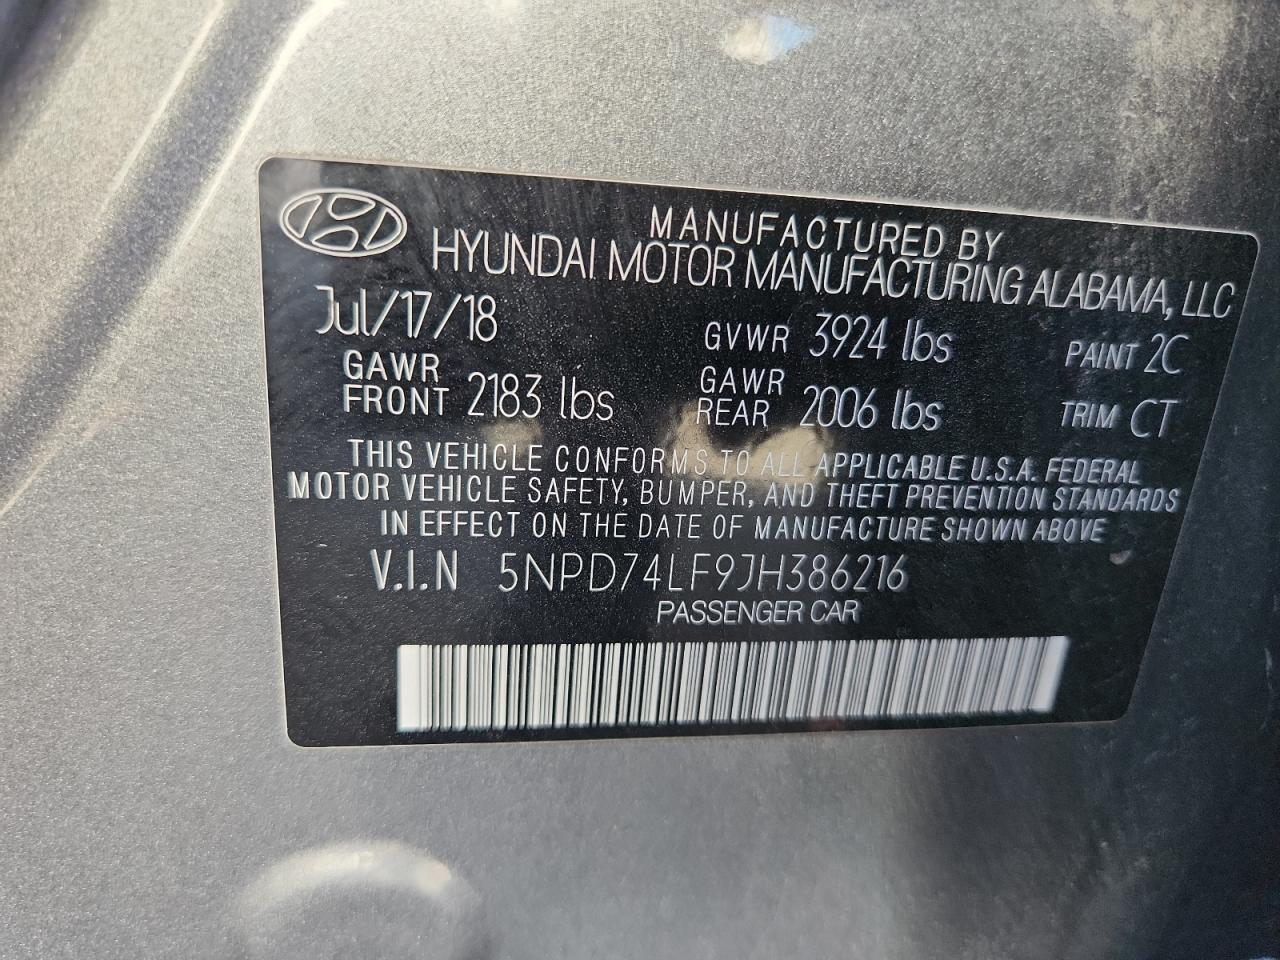 MANUFACTURED BY
HYUNDAI MOTOR MANUFACTURING ALABAMA, LLC
Jul/17/18 GVWR 3924 lbs PAINT 2C
GAWR FRONT 2183 lbs GAWR REAR 2006 lbs TRIM CT
THIS VEHICLE CONFORMS TO ALL APPLICABLE U.S.A. FEDERAL
MOTOR VEHICLE SAFETY, BUMPER, AND THEFT PREVENTION STANDARDS
IN EFFECT ON THE DATE OF MANUFACTURE SHOWN ABOVE
V.I.N 5NPD74LF9JH386216
PASSENGER CAR